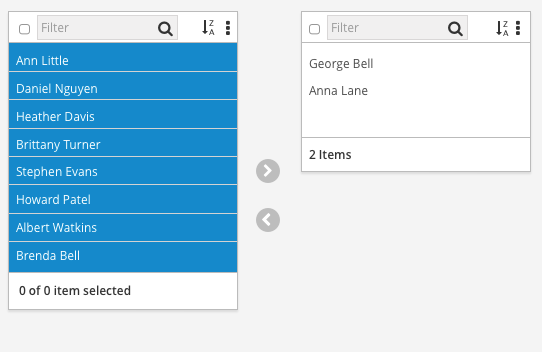 Filter
Z
A
Ann Little
Daniel Nguyen
Heather Davis
Brittany Turner
Stephen Evans
Howard Patel
Albert Watkins
Brenda Bell
0 of 0 item selected
Filter
Z
A
George Bell
Anna Lane
2 Items